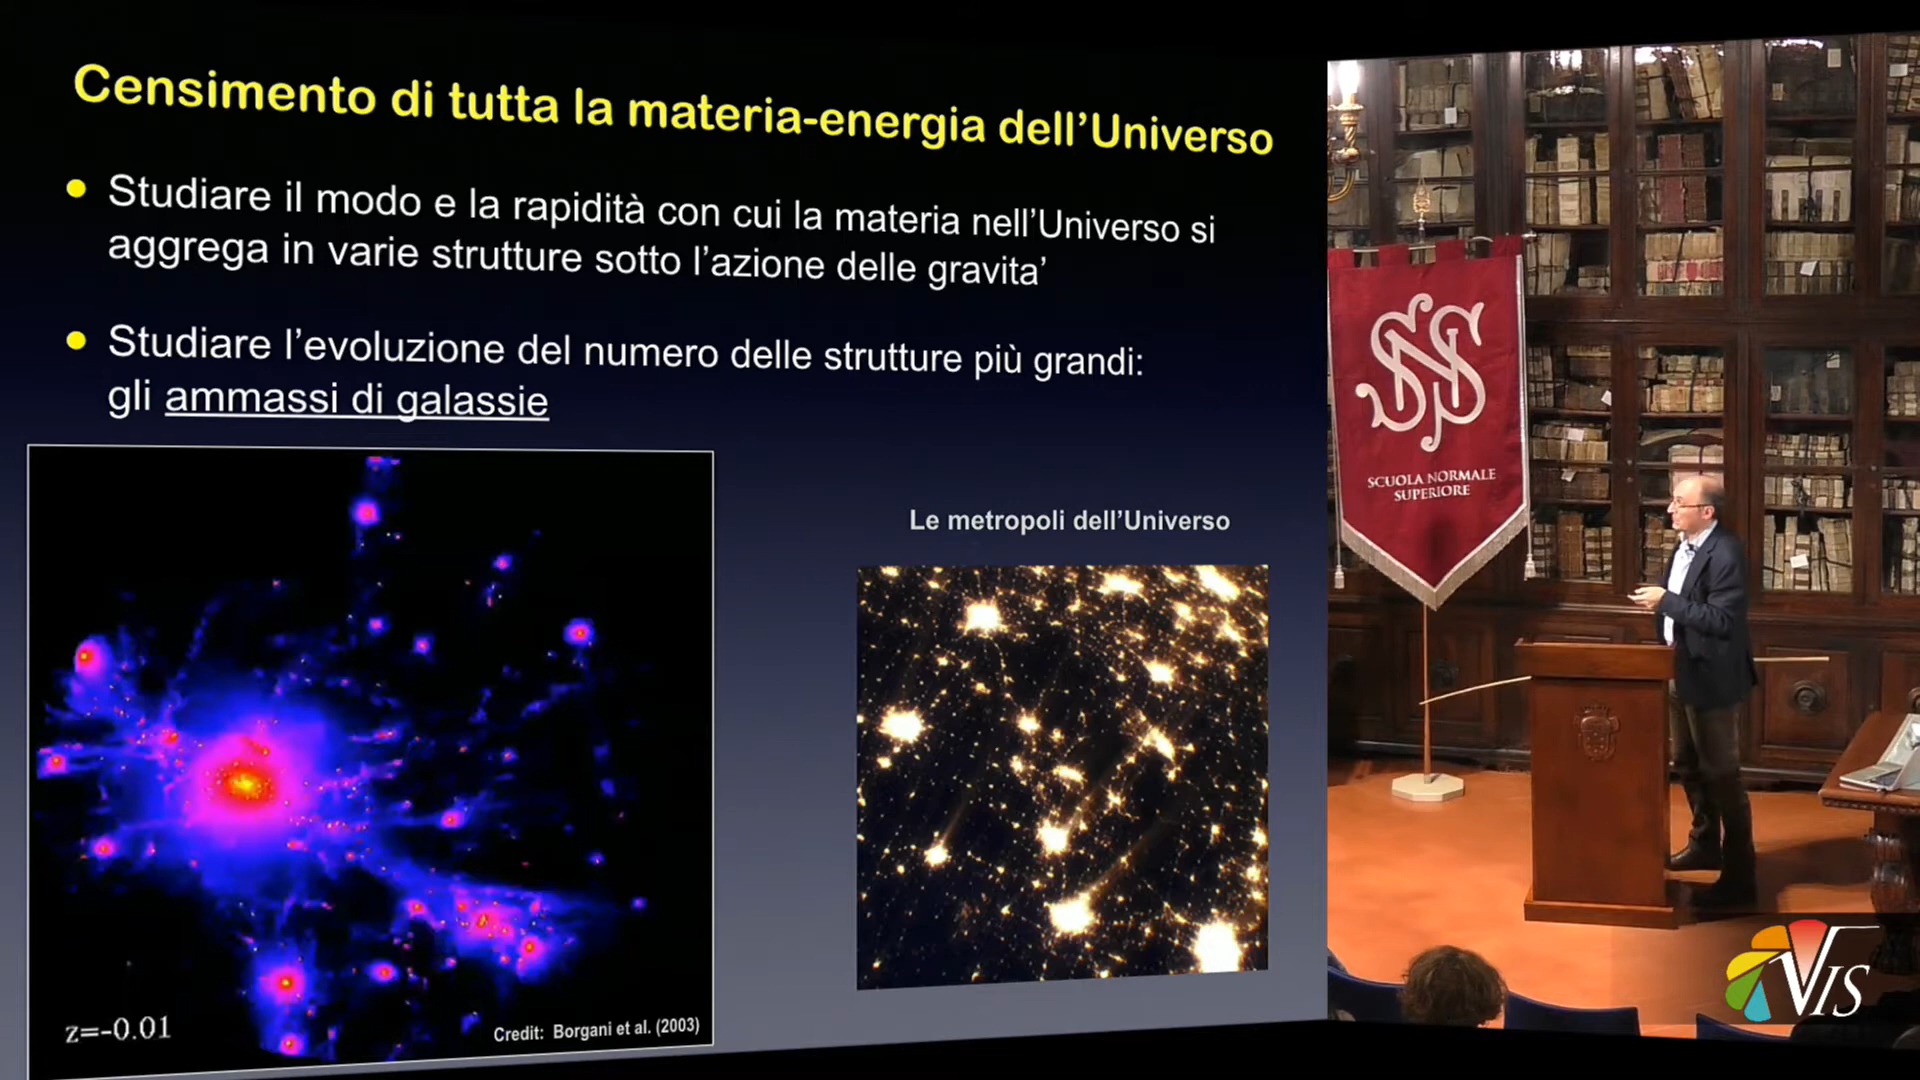 Censimento di tutta la materia-energia dell’Universo
Studiare il modo e la rapidità con cui la materia nell’Universo si
aggrega in varie strutture sotto l’azione delle gravita’
Studiare l’evoluzione del numero delle strutture più grandi:
gli ammassi di galassie
Le metropoli dell’Universo
z=-0.01
Credit: Borgani et al. (2003)
SNS
SCUOLA NORMALE
SUPERIORE
VIS